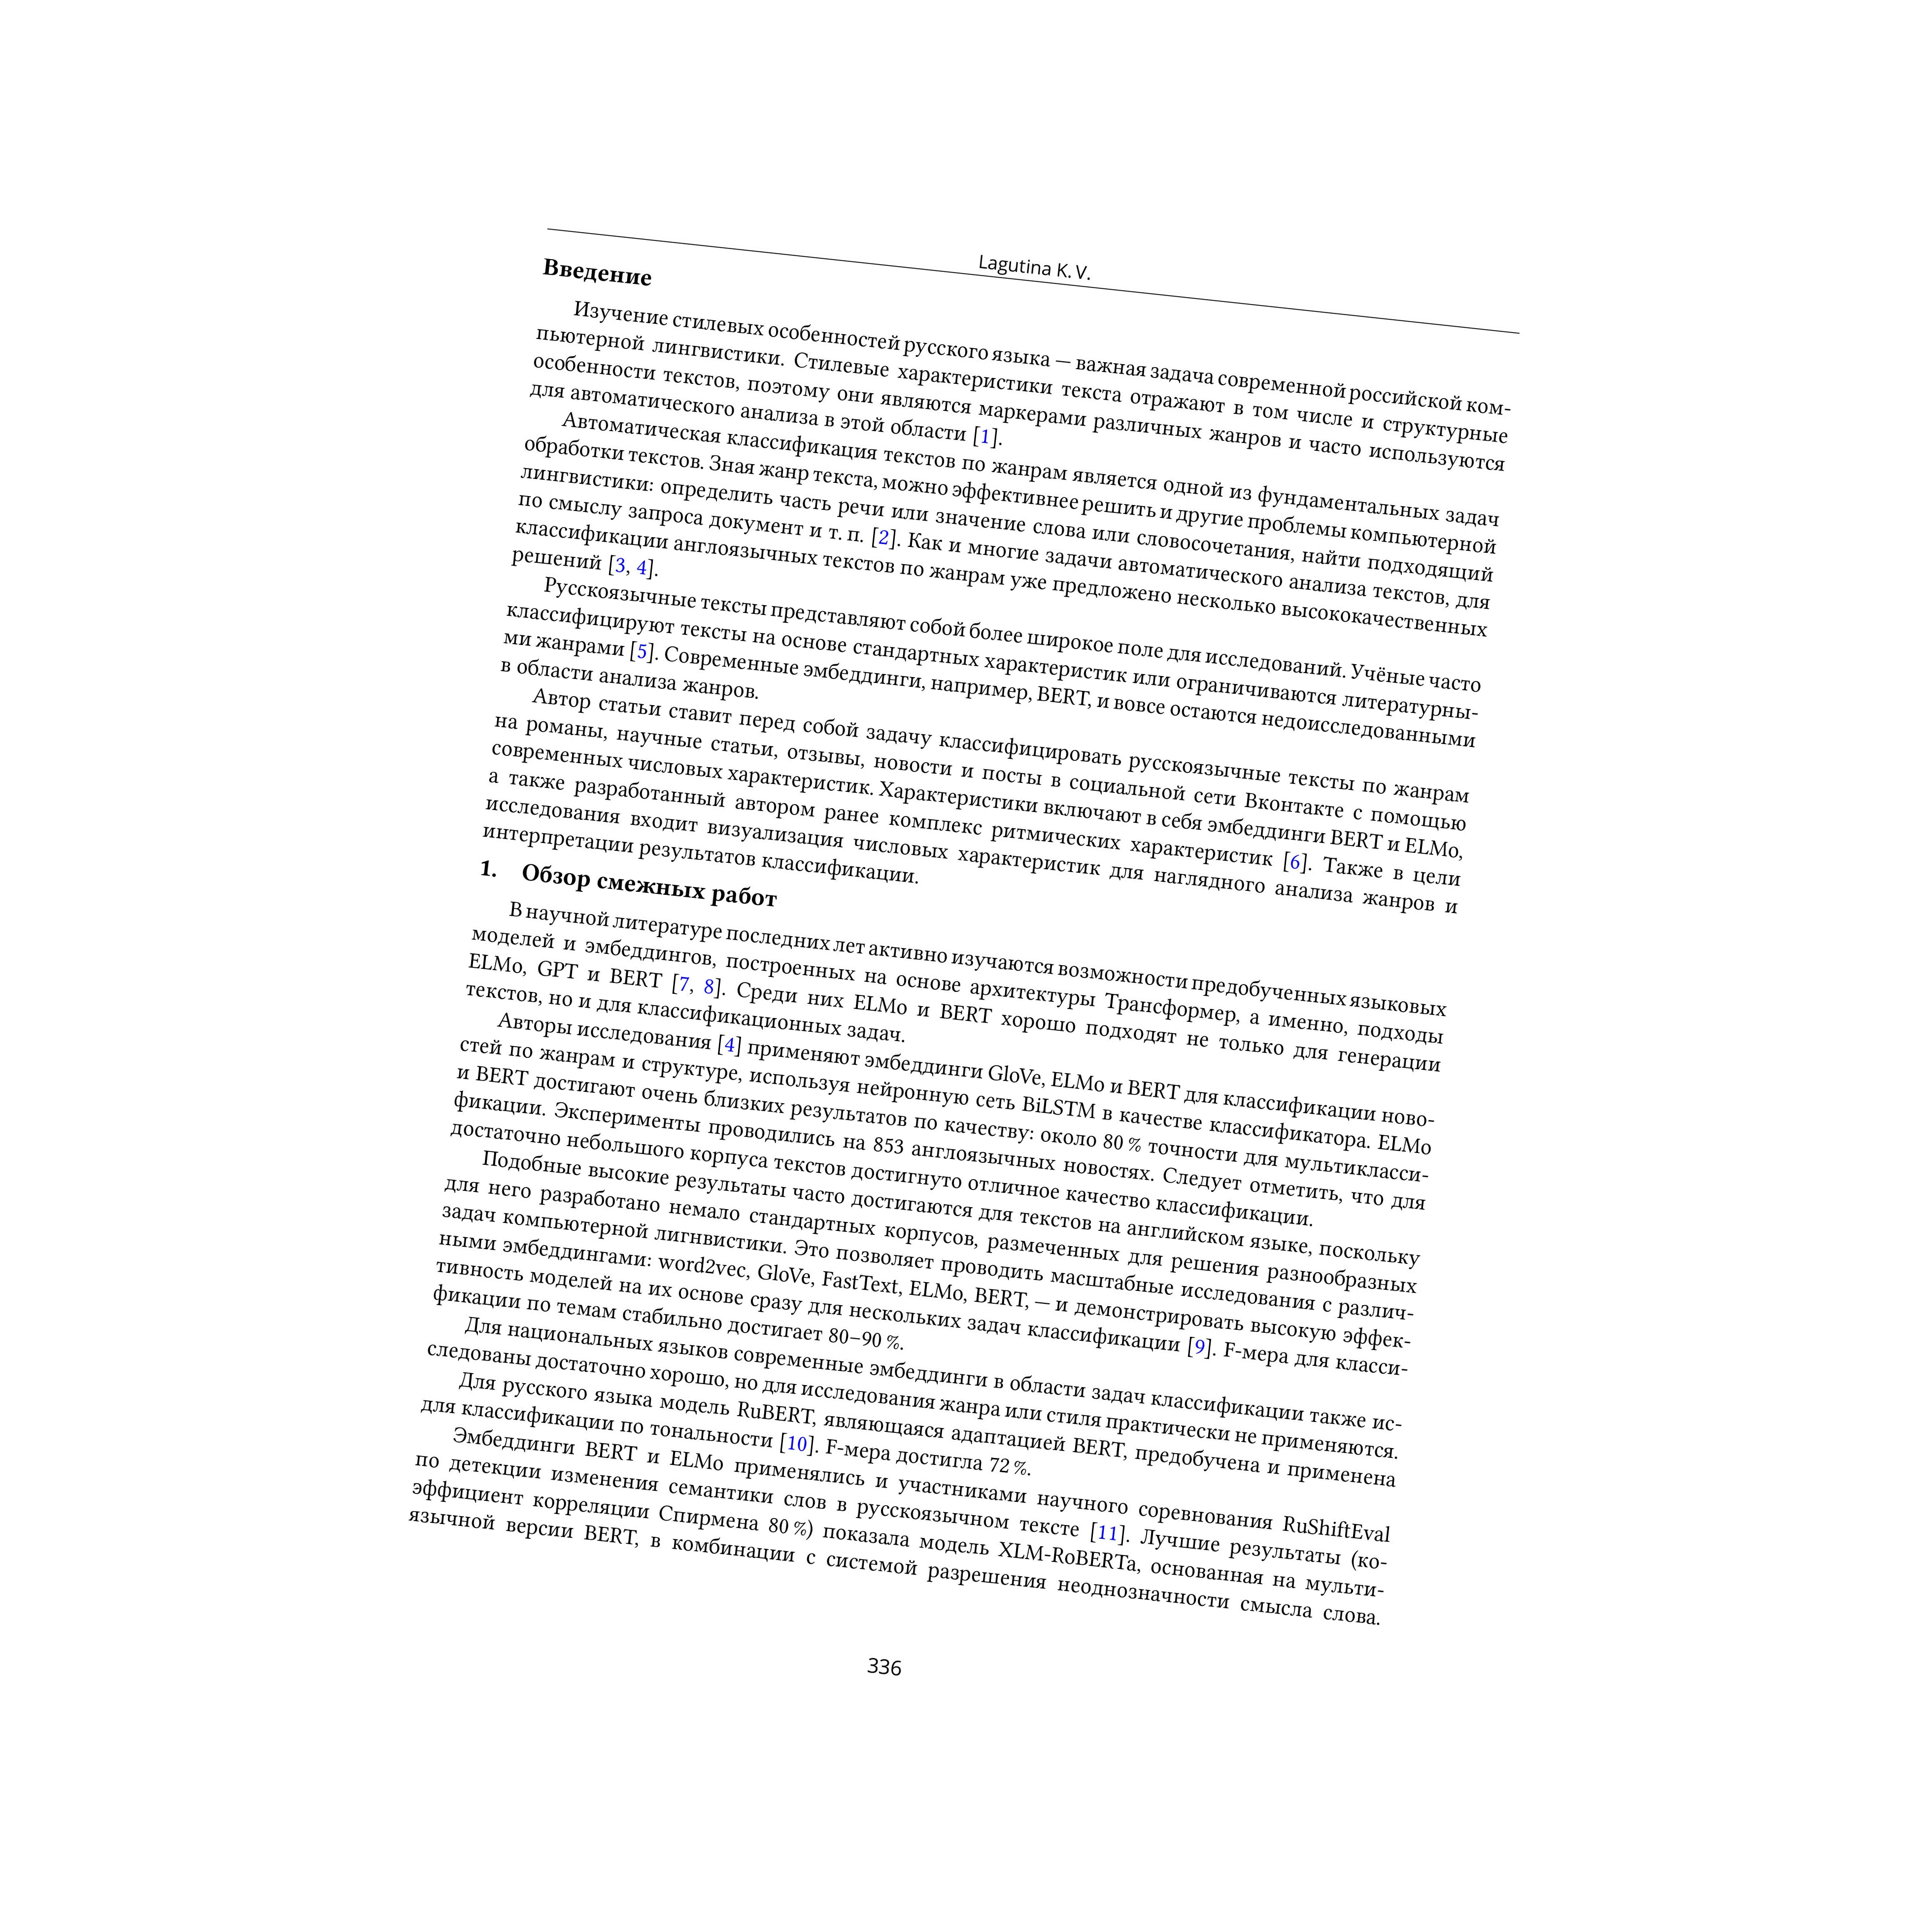 Lagutina K. V.
Введение
Изучение стилевых особенностей русского языка — важная задача современной российской ком-
пьютерной лингвистики. Стилевые характеристики текста отражают в том числе и структурные
особенности текстов, поэтому они являются маркерами различных жанров и часто используются
для автоматического анализа в этой области [1].
Автоматическая классификация текстов по жанрам является одной из фундаментальных задач
обработки текстов. Зная жанр текста, можно эффективнее решить и другие проблемы компьютерной
лингвистики: определить часть речи или значение слова или словосочетания, найти подходящий
по смыслу запроса документ и т. п. [2]. Как и многие задачи автоматического анализа текстов, для
классификации англоязычных текстов по жанрам уже предложено несколько высококачественных
решений [3, 4].
Русскоязычные тексты представляют собой более широкое поле для исследований. Учёные часто
классифицируют тексты на основе стандартных характеристик или ограничиваются литературны-
ми жанрами [5]. Современные эмбеддинги, например, BERT, и вовсе остаются недоисследованными
в области анализа жанров.
Автор статьи ставит перед собой задачу классифицировать русскоязычные тексты по жанрам
на романы, научные статьи, отзывы, новости и посты в социальной сети Вконтакте с помощью
современных числовых характеристик. Характеристики включают в себя эмбеддинги BERT и ELMo,
а также разработанный автором ранее комплекс ритмических характеристик [6]. Также в цели
исследования входит визуализация числовых характеристик для наглядного анализа жанров и
интерпретации результатов классификации.
1. Обзор смежных работ
В научной литературе последних лет активно изучаются возможности предобученных языковых
моделей и эмбеддингов, построенных на основе архитектуры Трансформер, а именно, подходы
ELMo, GPT и BERT [7, 8]. Среди них ELMo и BERT хорошо подходят не только для генерации
текстов, но и для классификационных задач.
Авторы исследования [4] применяют эмбеддинги GloVe, ELMo и BERT для классификации ново-
стей по жанрам и структуре, используя нейронную сеть BiLSTM в качестве классификатора. ELMo
и BERT достигают очень близких результатов по качеству: около 80 % точности для мультикласси-
фикации. Эксперименты проводились на 853 англоязычных новостях. Следует отметить, что для
достаточно небольшого корпуса текстов достигнуто отличное качество классификации.
Подобные высокие результаты часто достигаются для текстов на английском языке, поскольку
для него разработано немало стандартных корпусов, размеченных для решения разнообразных
задач компьютерной лигнвистики. Это позволяет проводить масштабные исследования с различ-
ными эмбеддингами: word2vec, GloVe, FastText, ELMo, BERT, — и демонстрировать высокую эффек-
тивность моделей на их основе сразу для нескольких задач классификации [9]. F-мера для класси-
фикации по темам стабильно достигает 80–90 %.
Для национальных языков современные эмбеддинги в области задач классификации также ис-
следованы достаточно хорошо, но для исследования жанра или стиля практически не применяются.
Для русского языка модель RuBERT, являющаяся адаптацией BERT, предобучена и применена
для классификации по тональности [10]. F-мера достигла 72 %.
Эмбеддинги BERT и ELMo применялись и участниками научного соревнования RuShiftEval
по детекции изменения семантики слов в русскоязычном тексте [11]. Лучшие результаты (ко-
эффициент корреляции Спирмена 80 %) показала модель XLM-RoBERTa, основанная на мульти-
язычной версии BERT, в комбинации с системой разрешения неоднозначности смысла слова.
336